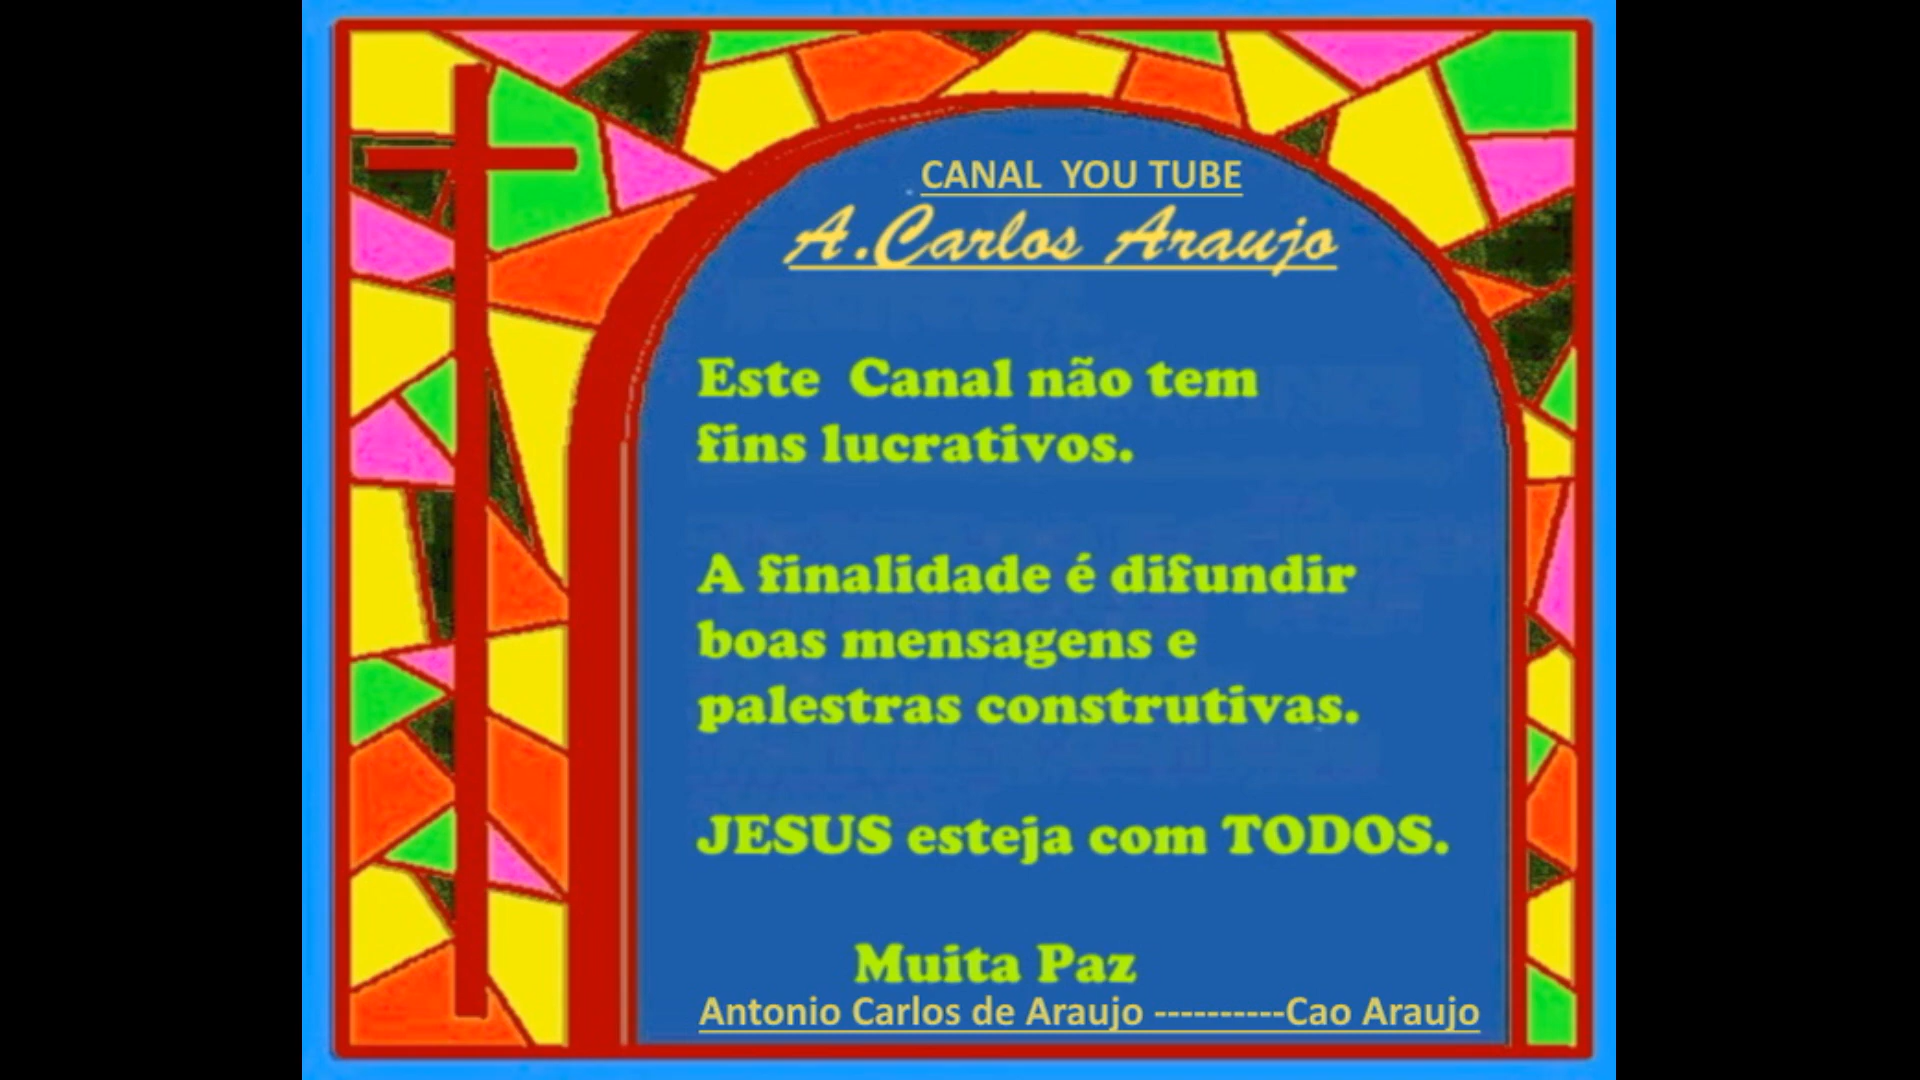 CANAL YOU TUBE
A.Carlos Araujo
Este Canal não tem
fins lucrativos.
A finalidade é difundir
boas mensagens e
palestras construtivas.
JESUS esteja com TODOS.
Muita Paz
Antonio Carlos de Araujo ----------Cao Araujo